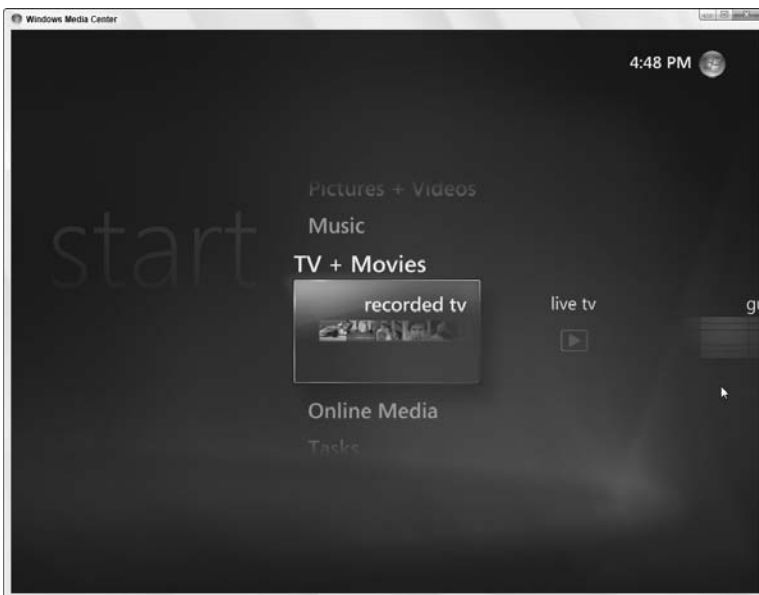 Windows Media Center
4:48 PM
start
Pictures + Videos
Music
TV + Movies
recorded tv
live tv
gu
Online Media
Tasks